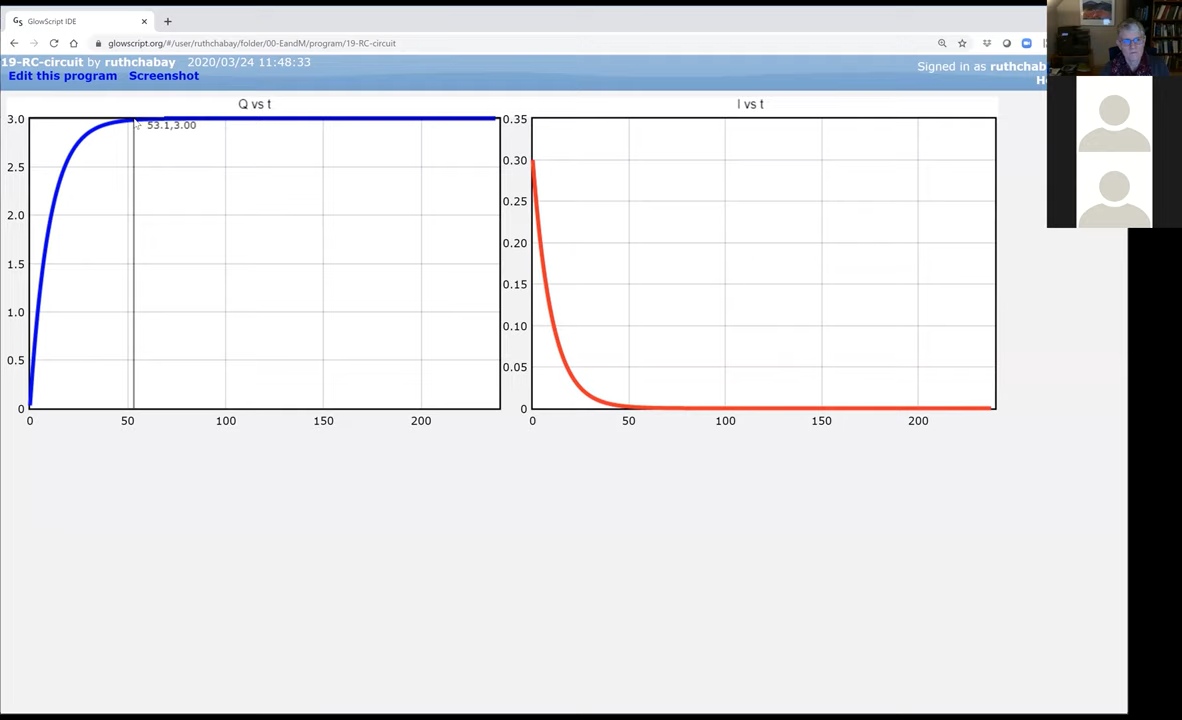 GlowScript IDE
glowscript.org/#/user/ruthchabay/folder/00-EandM/program/19-RC-circuit
19-RC-circuit by ruthchabay 2020/03/24 11:48:33
Signed in as ruthchab
Edit this program Screenshot
Q vs t
I vs t
3.0
2.5
2.0
1.5
1.0
0.5
0
53.1,3.00
0 50 100 150 200
0.35
0.30
0.25
0.20
0.15
0.10
0.05
0
0 50 100 150 200